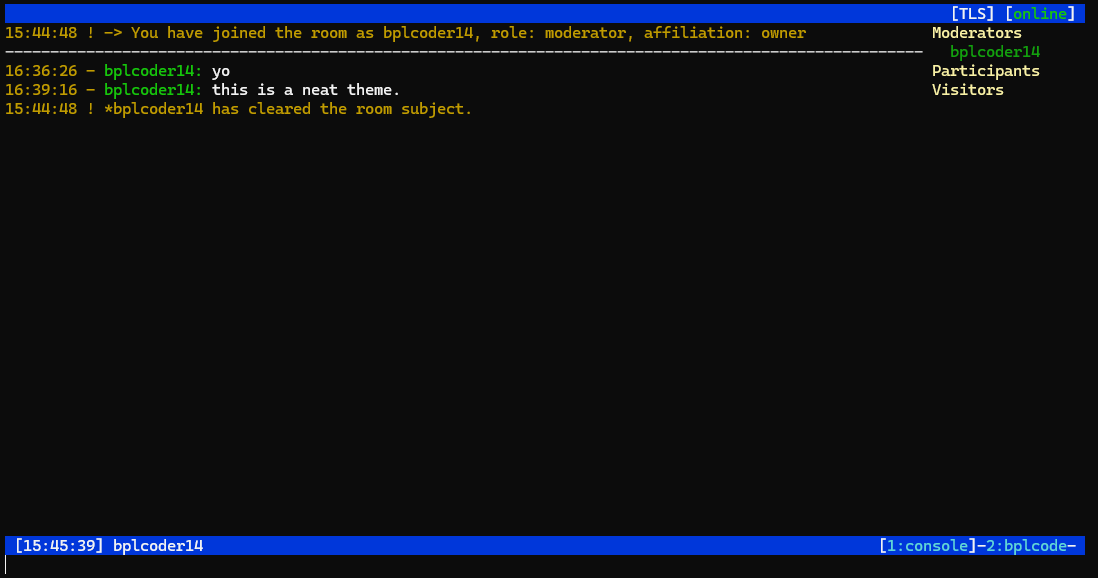 [TLS] [online]
15:44:48 ! -> You have joined the room as bplcoder14, role: moderator, affiliation: owner
Moderators
bplcoder14
16:36:26 - bplcoder14: yo
Participants
16:39:16 - bplcoder14: this is a neat theme.
Visitors
15:44:48 ! *bplcoder14 has cleared the room subject.
[15:45:39] bplcoder14
[1:console]-2:bplcode-